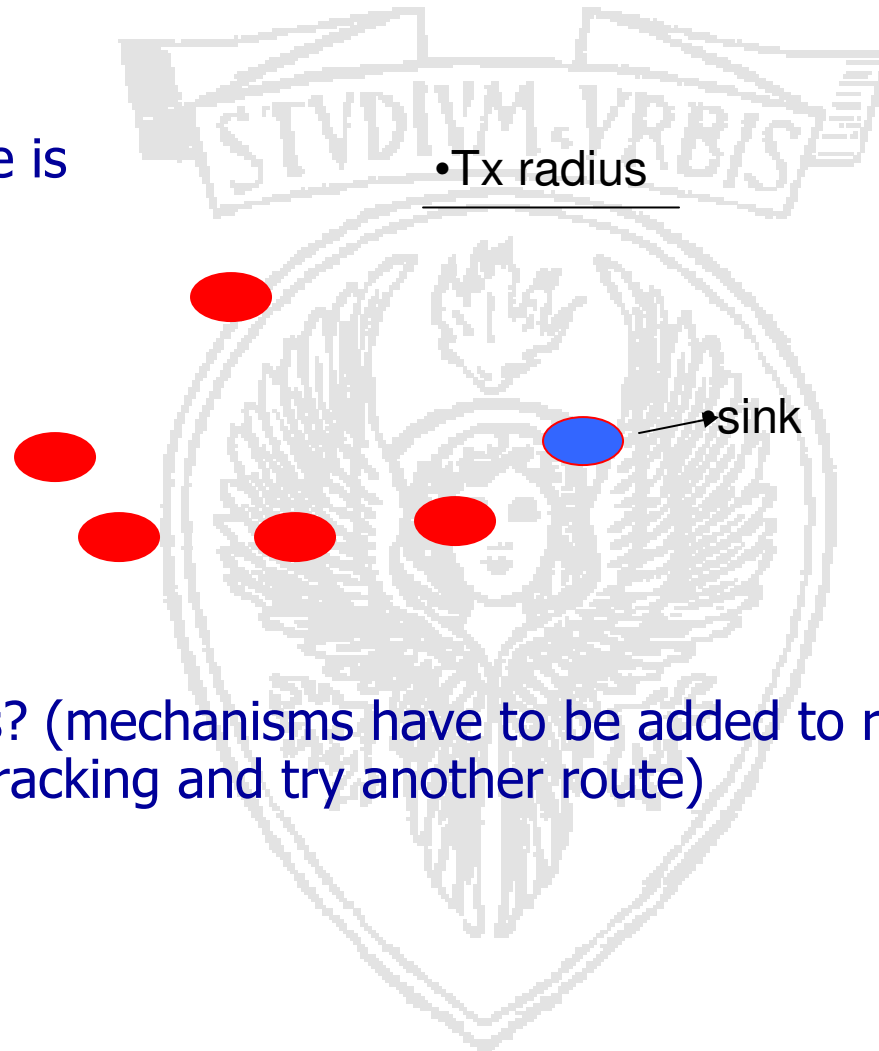 STVDIVM VRBIS
e is
•Tx radius
•sink
s? (mechanisms have to be added to
racking and try another route)